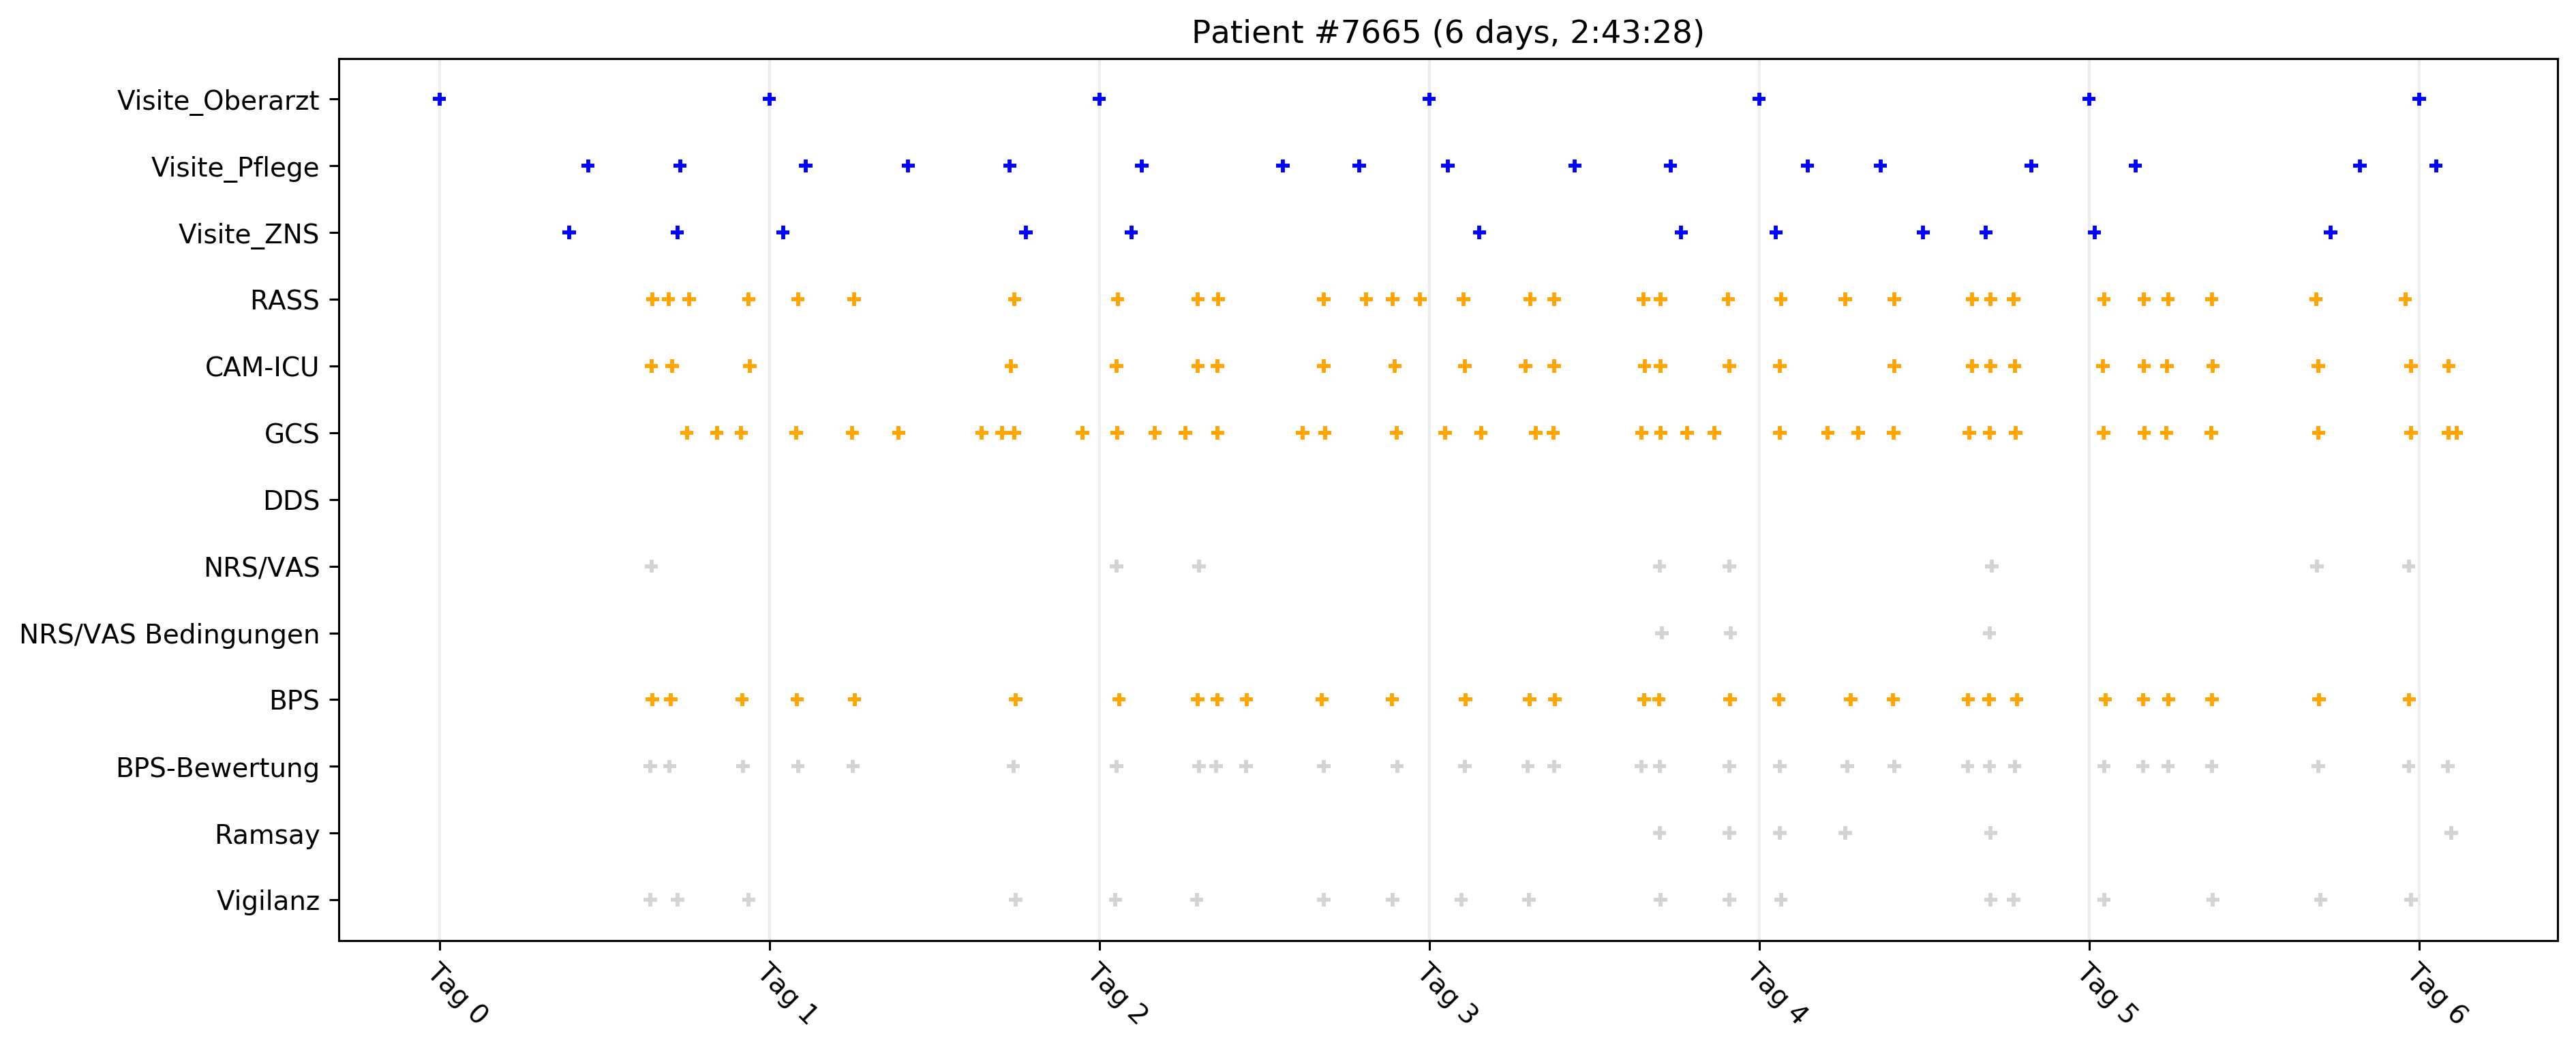 Patient #7665 (6 days, 2:43:28)
Visite_Oberarzt
Visite_Pflege
Visite_ZNS
RASS
CAM-ICU
GCS
DDS
NRS/VAS
NRS/VAS Bedingungen
BPS
BPS-Bewertung
Ramsay
Vigilanz
Tag 0
Tag 1
Tag 2
Tag 3
Tag 4
Tag 5
Tag 6